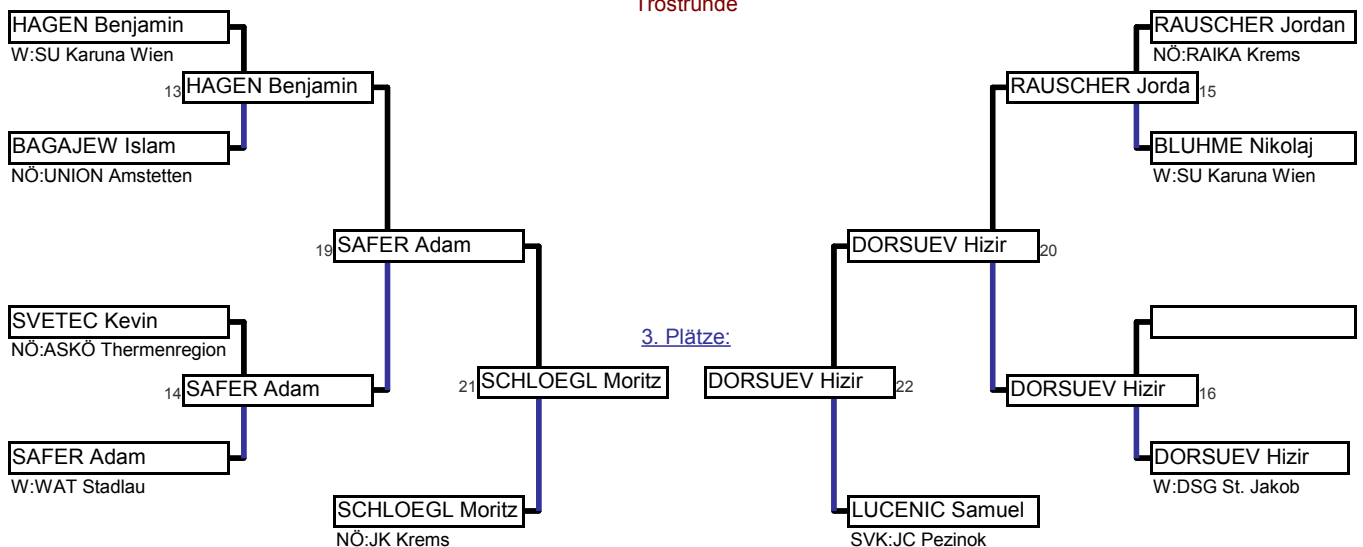 Trostrunde
HAGEN Benjamin
W:SU Karuna Wien
13 HAGEN Benjamin
BAGAJEW Islam
NÖ:UNION Amstetten
19 SAFER Adam
SVETEC Kevin
NÖ:ASKÖ Thermenregion
14 SAFER Adam
SAFER Adam
W:WAT Stadlau
21 SCHLOEGL Moritz
SCHLOEGL Moritz
NÖ:JK Krems
3. Plätze:
RAUSCHER Jordan
NÖ:RAIKA Krems
RAUSCHER Jorda 15
BLUHME Nikolaj
W:SU Karuna Wien
DORSUEV Hizir 20
DORSUEV Hizir 22
DORSUEV Hizir 16
DORSUEV Hizir
W:DSG St. Jakob
LUCENIC Samuel
SVK:JC Pezinok